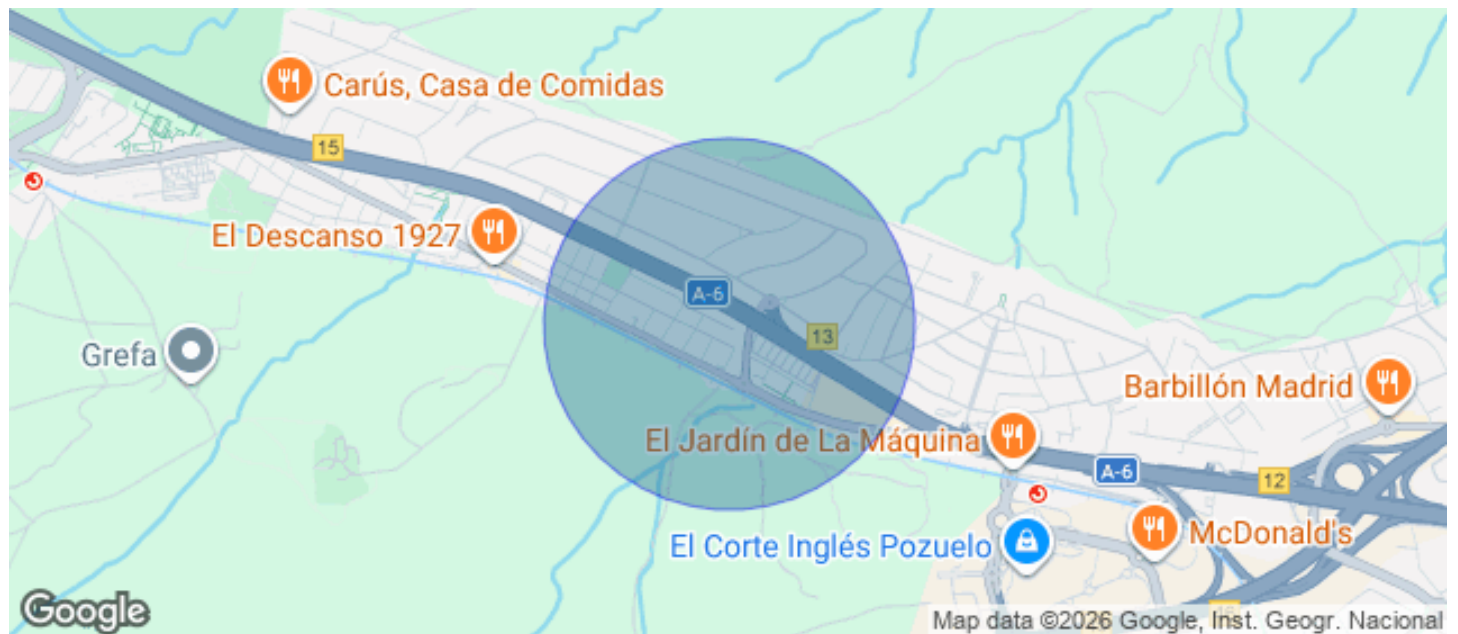 Carús, Casa de Comidas
15
El Descanso 1927
A-6
13
Grefa
Barbillón Madrid
El Jardín de La Máquina
A-6
12
El Corte Inglés Pozuelo
McDonald's
Google
Map data ©2026 Google, Inst. Geogr. Nacional